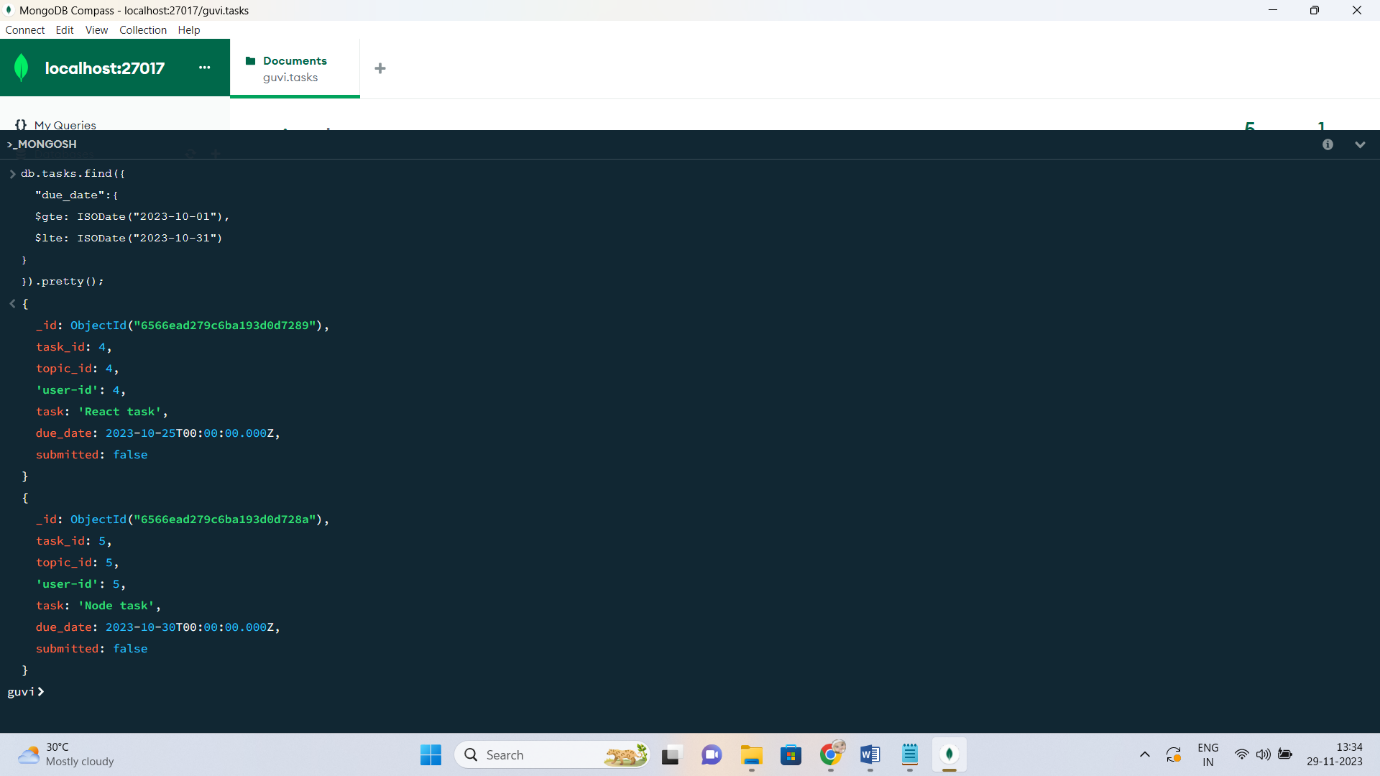 MongoDB Compass - localhost:27017/guvi.tasks
Connect Edit View Collection Help
localhost:27017 ...
Documents
guvi.tasks
+
{} My Queries
5 1
>_MONGOSH
> db.tasks.find({
"due_date":{
$gte: ISODate("2023-10-01"),
$lte: ISODate("2023-10-31")
}
}).pretty();
< {
_id: ObjectId("6566ead279c6ba193d0d7289"),
task_id: 4,
topic_id: 4,
'user-id': 4,
task: 'React task',
due_date: 2023-10-25T00:00:00.000Z,
submitted: false
}
{
_id: ObjectId("6566ead279c6ba193d0d728a"),
task_id: 5,
topic_id: 5,
'user-id': 5,
task: 'Node task',
due_date: 2023-10-30T00:00:00.000Z,
submitted: false
}
guvi>
30°C
Mostly cloudy
Search
ENG
IN
13:34
29-11-2023